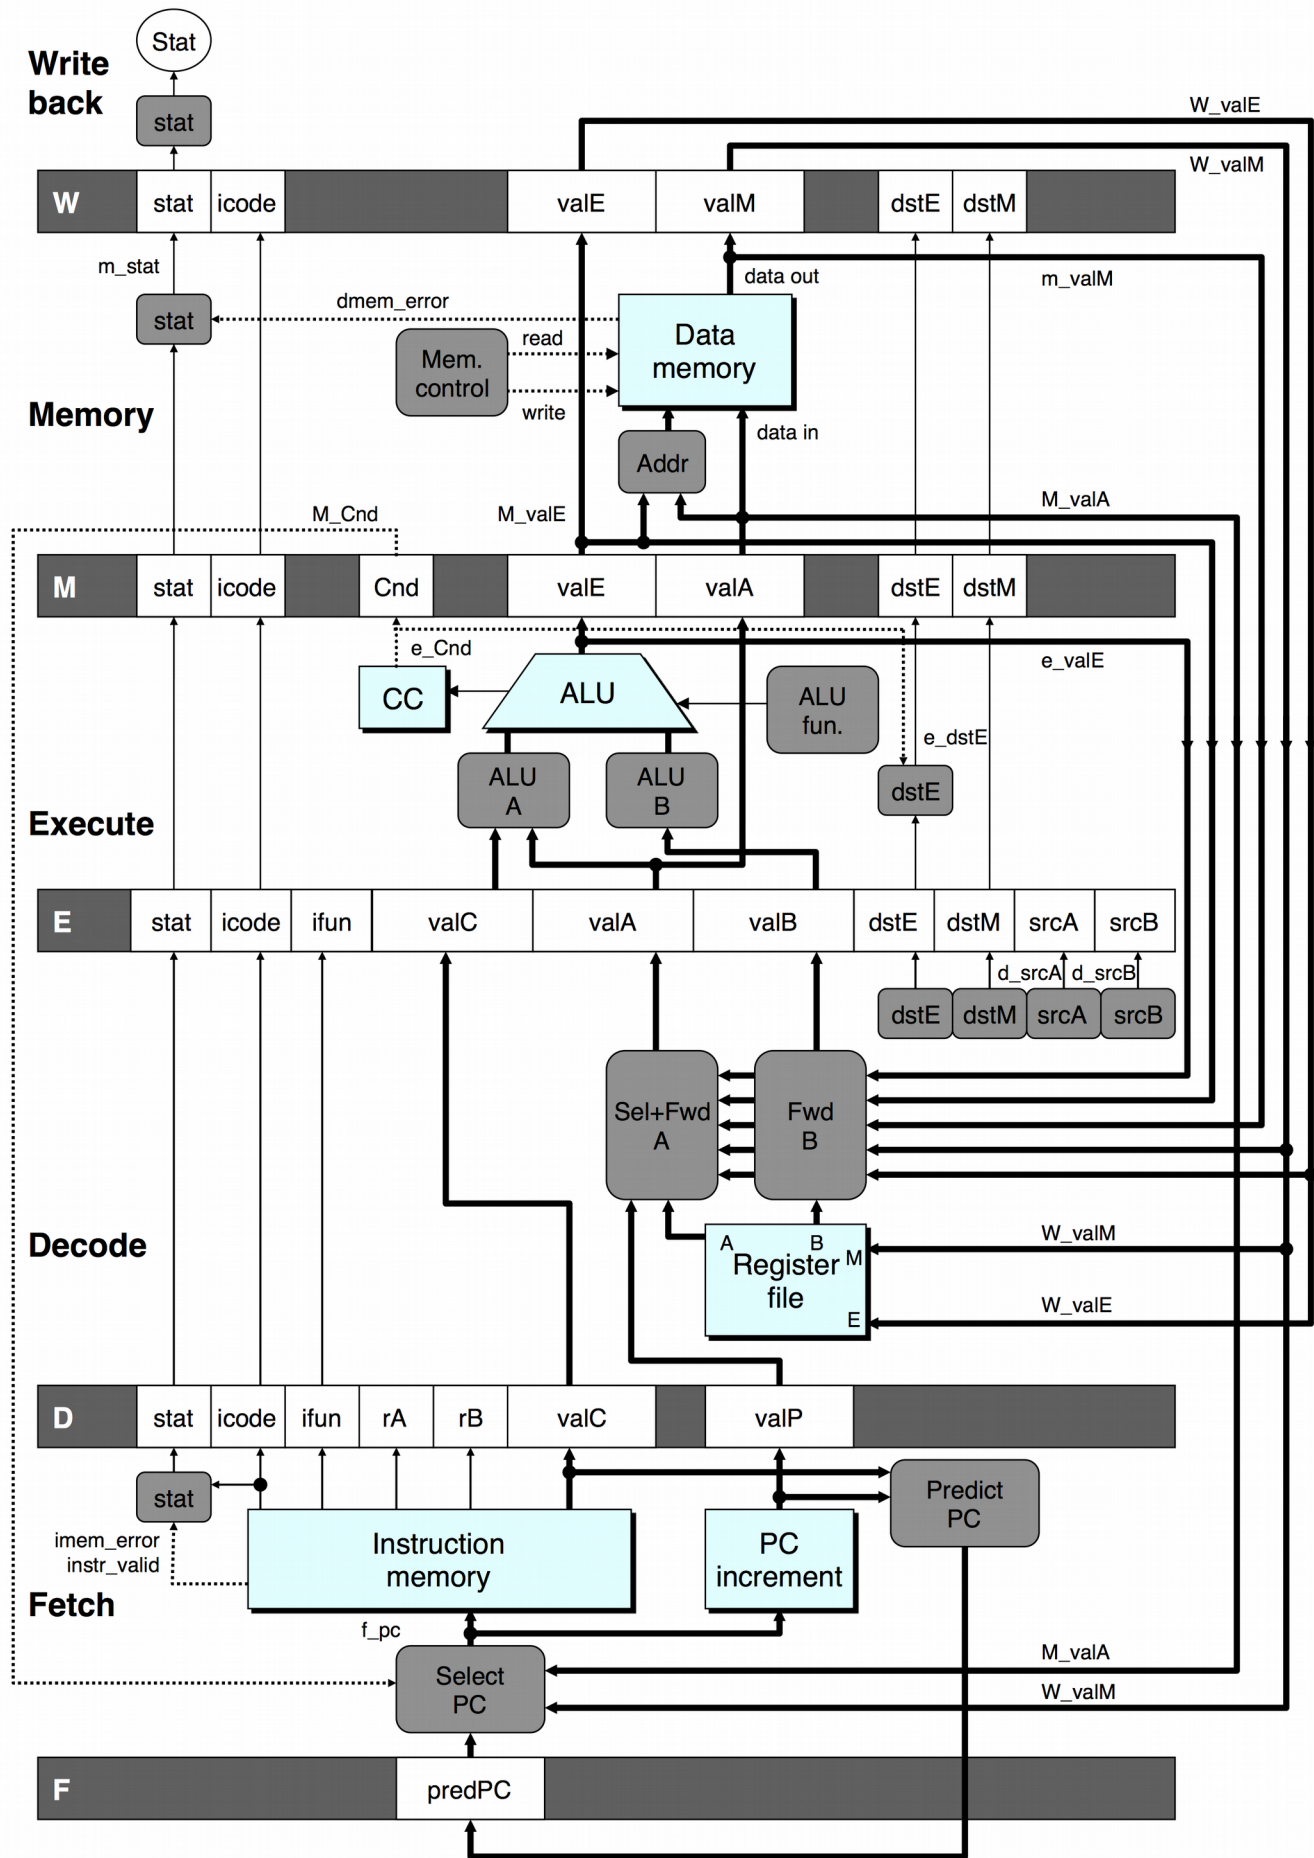 Stat
Write
back
stat
W_valE
W_valM
W
stat
icode
valE
valM
dstE
dstM
m_stat
data out
m_valM
dmem_error
stat
read
Mem.
control
write
Data
memory
Memory
data in
Addr
M_Cnd
M_valE
M_valA
M
stat
icode
Cnd
valE
valA
dstE
dstM
e_Cnd
e_valE
CC
ALU
ALU
fun.
e_dstE
ALU
A
ALU
B
dstE
Execute
E
stat
icode
ifun
valC
valA
valB
dstE
dstM
srcA
srcB
d_srcA
d_srcB
dstE
dstM
srcA
srcB
Sel+Fwd
A
Fwd
B
Decode
A
B
M
Register
file
E
W_valM
W_valE
D
stat
icode
ifun
rA
rB
valC
valP
stat
Predict
PC
imem_error
instr_valid
Instruction
memory
PC
increment
Fetch
f_pc
Select
PC
M_valA
W_valM
F
predPC